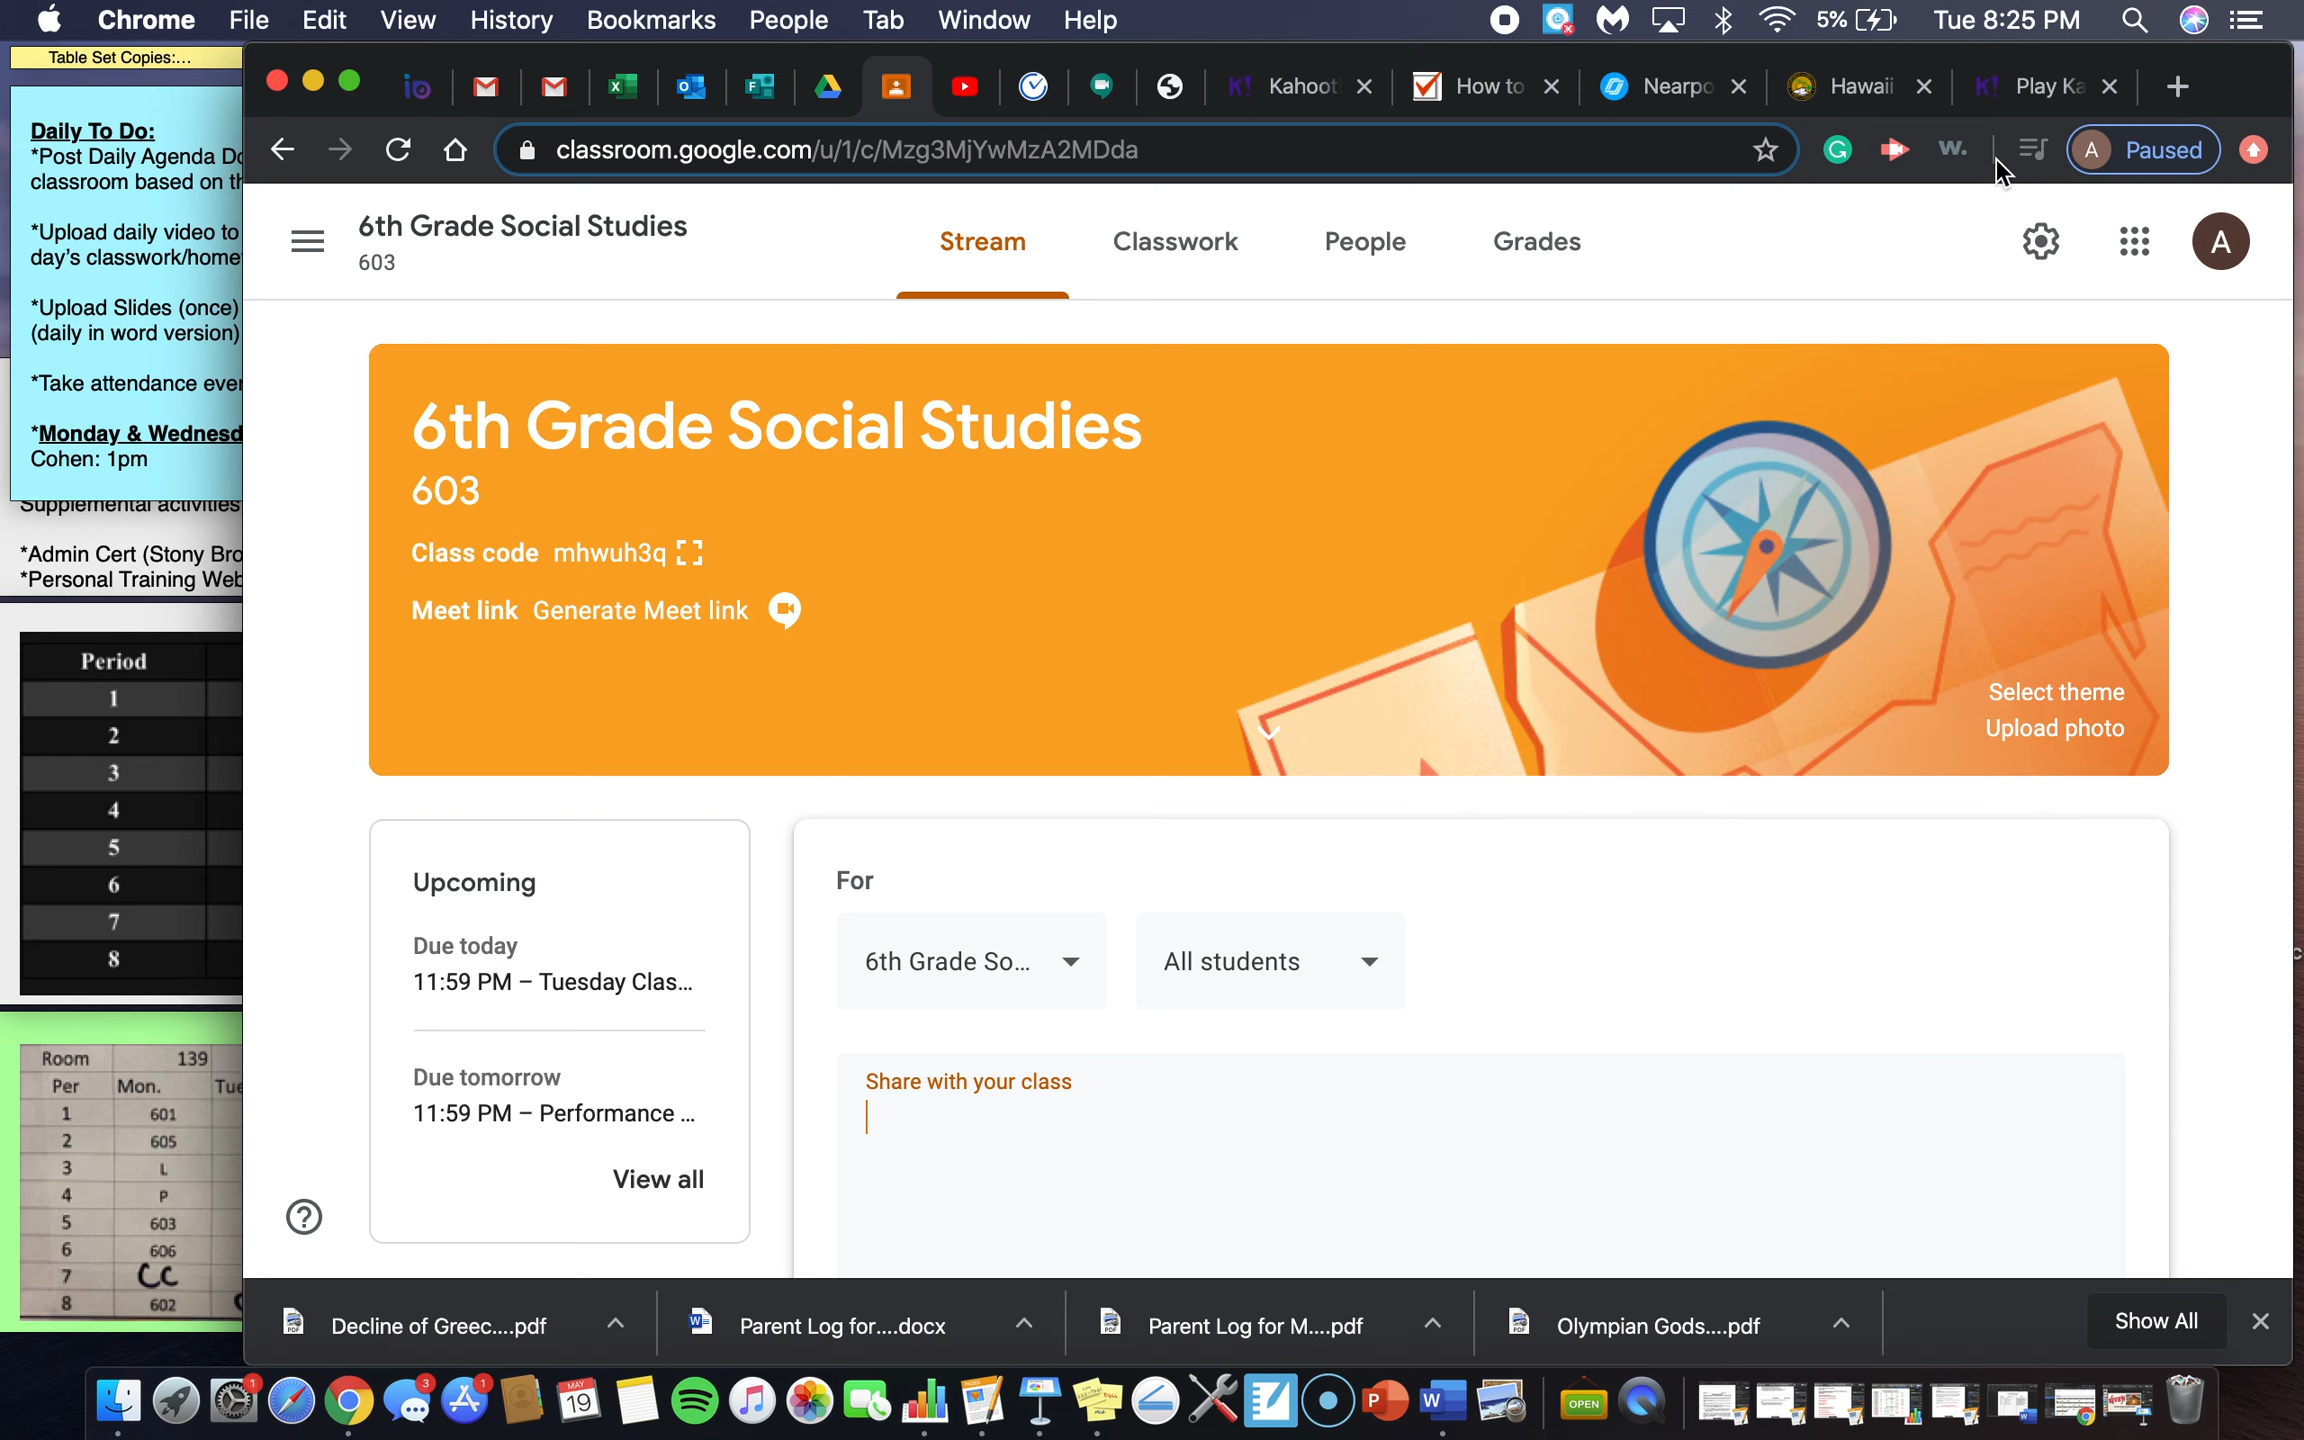 Chrome File Edit View History Bookmarks People Tab Window Help
5% Tue 8:25 PM
Table Set Copies:...
Kahoot! How to Nearpo Hawaii Play Ka
classroom.google.com/u/1/c/Mzg3MjYwMzA2MDda
W. A Paused
Daily To Do:
*Post Daily Agenda Do
classroom based on th
*Upload daily video to
day's classwork/home
*Upload Slides (once)
(daily in word version)
*Take attendance ever
*Monday & Wednesd
Cohen: 1pm
Supplemental activities
*Admin Cert (Stony Bro
*Personal Training Web
Period
1
2
3
4
5
6
7
8
Room 139
Per Mon. Tue
1 601
2 605
3 L
4 P
5 603
6 606
7 CC
8 602
6th Grade Social Studies
603
Stream Classwork People Grades
A
6th Grade Social Studies
603
Class code mhwuh3q
Meet link Generate Meet link
Select theme
Upload photo
Upcoming
Due today
11:59 PM – Tuesday Clas...
Due tomorrow
11:59 PM – Performance ...
View all
For
6th Grade So... All students
Share with your class
Decline of Greec....pdf Parent Log for....docx Parent Log for M....pdf Olympian Gods....pdf Show All
1 3 1 MAY 19 OPEN